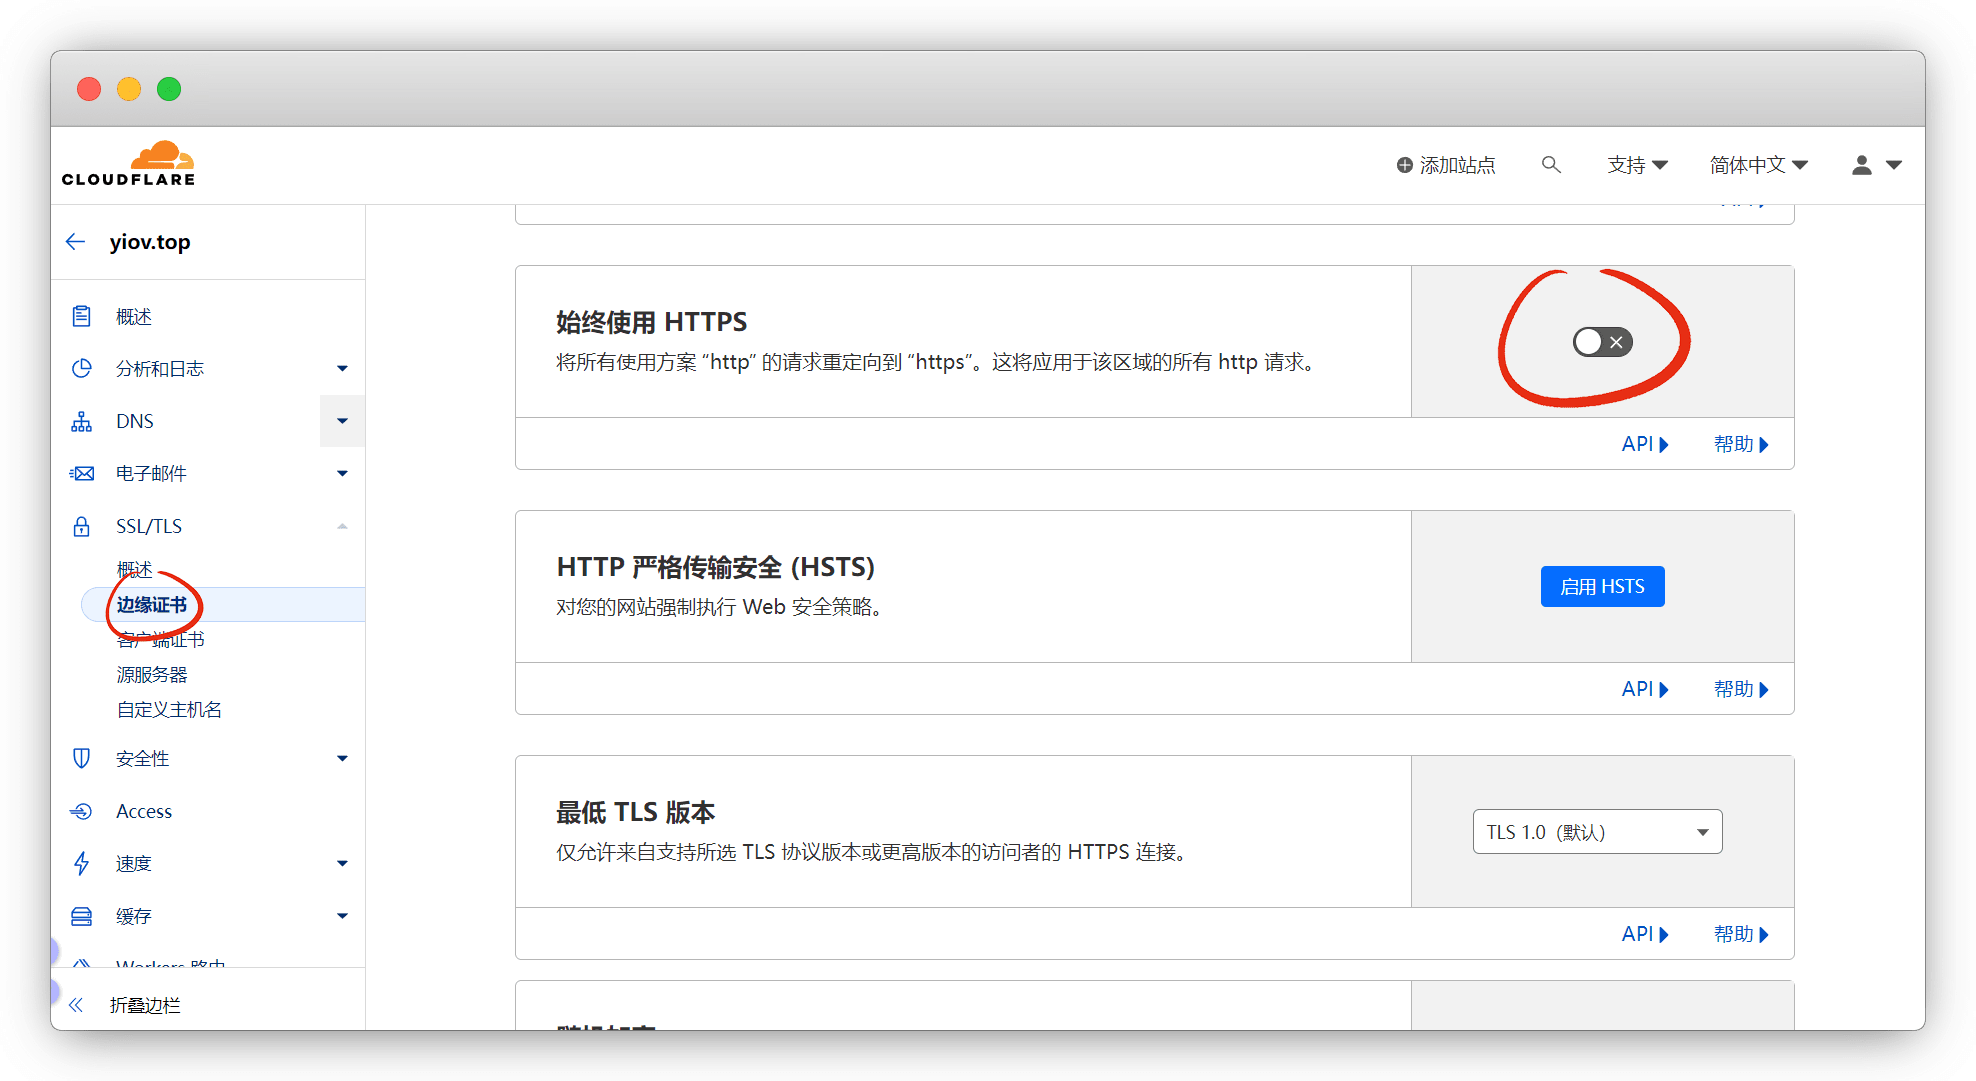 CLOUDFLARE
添加站点
支持
简体中文
yiov.top
概述
分析和日志
DNS
电子邮件
SSL/TLS
概述
边缘证书
客户端证书
源服务器
自定义主机名
安全性
Access
速度
缓存
Workers 路由
折叠边栏
始终使用 HTTPS
将所有使用方案 “http” 的请求重定向到 “https”。这将应用于该区域的所有 http 请求。
API
帮助
HTTP 严格传输安全 (HSTS)
对您的网站强制执行 Web 安全策略。
启用 HSTS
API
帮助
最低 TLS 版本
仅允许来自支持所选 TLS 协议版本或更高版本的访问者的 HTTPS 连接。
TLS 1.0（默认）
API
帮助